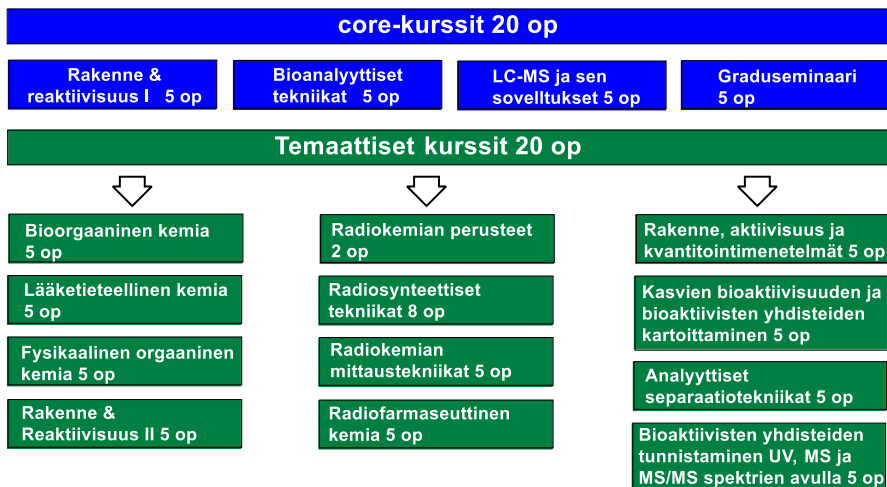 core-kurssit 20 op
Rakenne &
reaktiivisuus I 5 op
Bioanalyyttiset
tekniikat 5 op
LC-MS ja sen
sovelltukset 5 op
Graduseminaari
5 op
Temaattiset kurssit 20 op
Bioorgaaninen kemia
5 op
Lääketieteellinen kemia
5 op
Fysikaalinen orgaaninen
kemia 5 op
Rakenne &
Reaktiivisuus II 5 op
Radiokemian perusteet
2 op
Radiosynteettiset
tekniikat 8 op
Radiokemian
mittaustekniikat 5 op
Radiofarmaseuttinen
kemia 5 op
Rakenne, aktiivisuus ja
kvantitointimenetelmät 5 op
Kasvien bioaktiivisuuden ja
bioaktiivisten yhdisteiden
kartoittaminen 5 op
Analyyttiset
separaatiotekniikat 5 op
Bioaktiivisten yhdisteiden
tunnistaminen UV, MS ja
MS/MS spektrien avulla 5 op